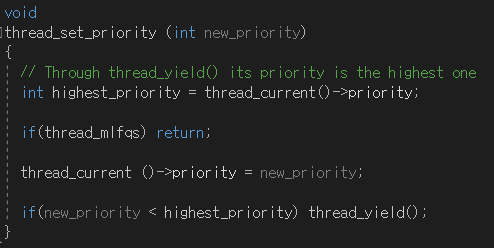 void
thread_set_priority (int new_priority)
{
// Through thread_yield() its priority is the highest one
int highest_priority = thread_current()->priority;
if(thread_mlfqs) return;
thread_current ()->priority = new_priority;
if(new_priority < highest_priority) thread_yield();
}